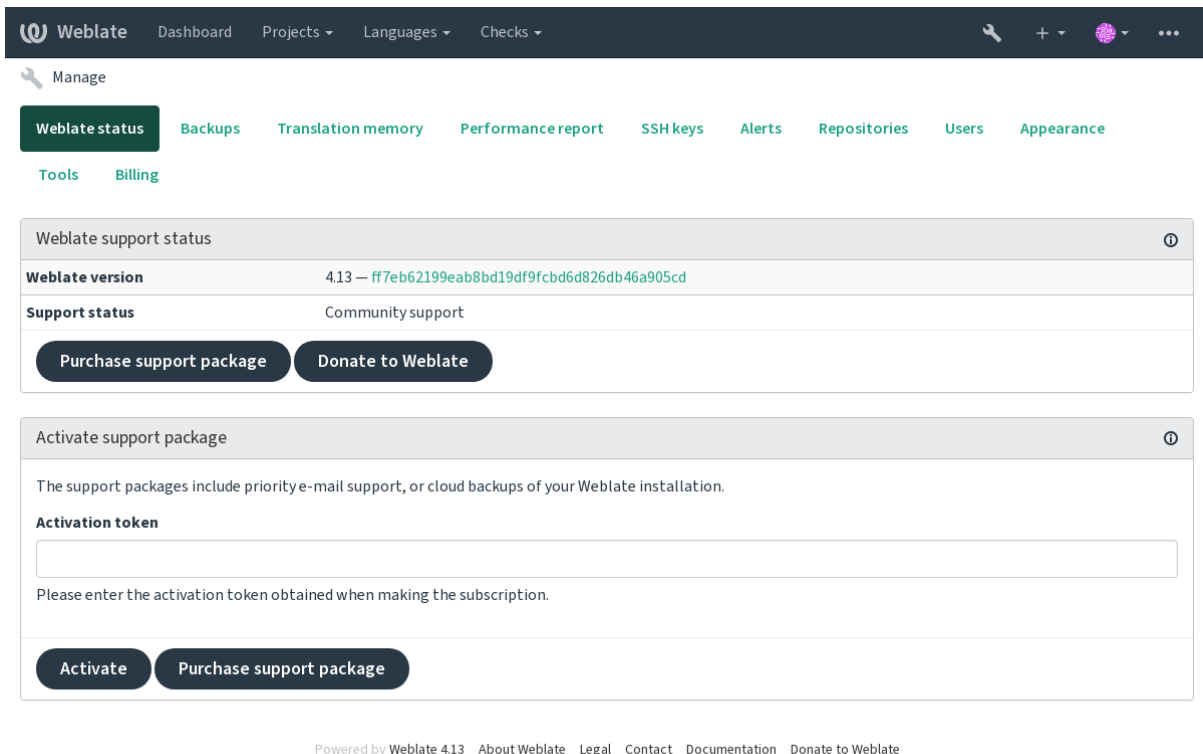 Weblate Dashboard Projects Languages Checks
Manage
Weblate status Backups Translation memory Performance report SSH keys Alerts Repositories Users Appearance
Tools Billing
Weblate support status
Weblate version 4.13 — ff7eb62199eab8bd19df9fcbd6d826db46a905cd
Support status Community support
Purchase support package Donate to Weblate
Activate support package
The support packages include priority e-mail support, or cloud backups of your Weblate installation.
Activation token
Please enter the activation token obtained when making the subscription.
Activate Purchase support package
Powered by Weblate 4.13 About Weblate Legal Contact Documentation Donate to Weblate